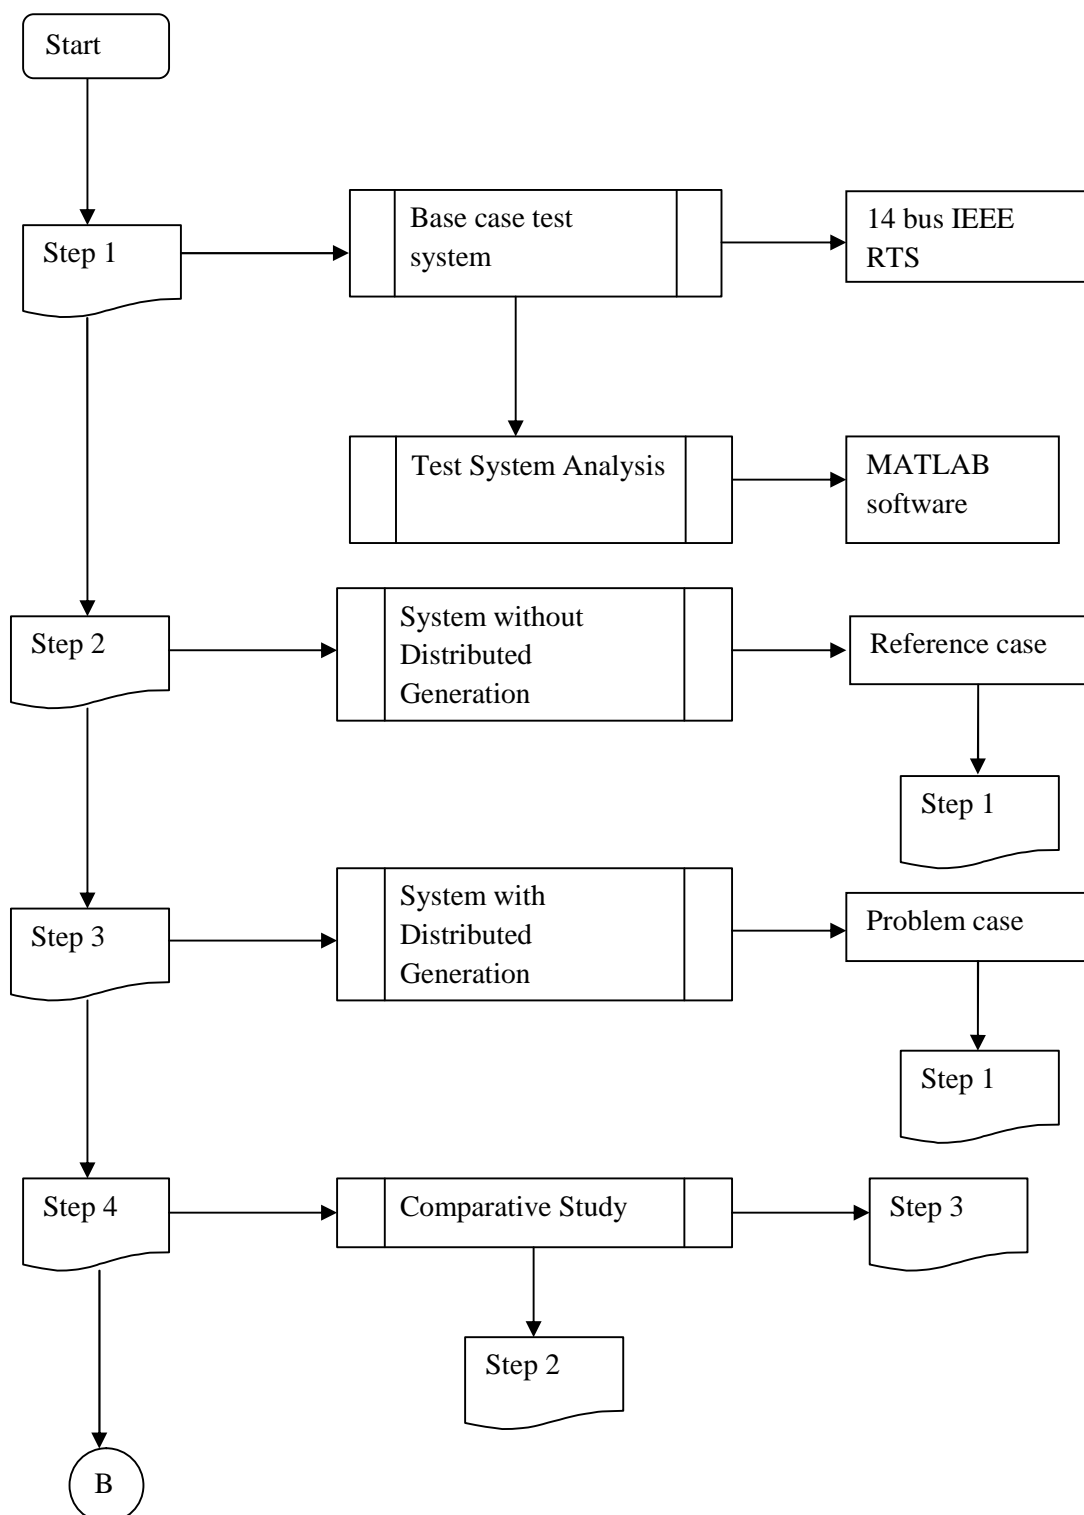 Start
Step 1
Base case test
system
14 bus IEEE
RTS
Test System Analysis
MATLAB
software
Step 2
System without
Distributed
Generation
Reference case
Step 1
Step 3
System with
Distributed
Generation
Problem case
Step 1
Step 4
Comparative Study
Step 3
Step 2
B